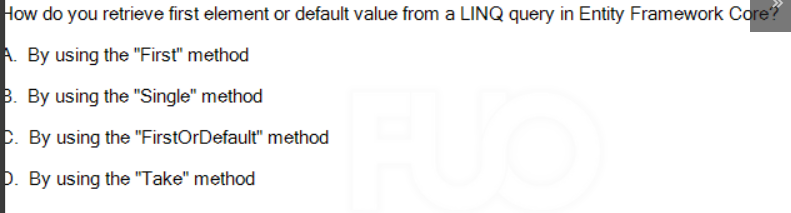 How do you retrieve first element or default value from a LINQ query in Entity Framework Core?
A. By using the "First" method
B. By using the "Single" method
C. By using the "FirstOrDefault" method
D. By using the "Take" method
FUO